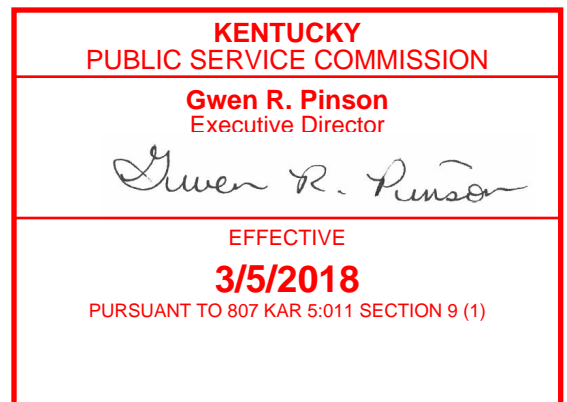 KENTUCKY
PUBLIC SERVICE COMMISSION
Gwen R. Pinson
Executive Director
Gwen R. Pinson
EFFECTIVE
3/5/2018
PURSUANT TO 807 KAR 5:011 SECTION 9 (1)